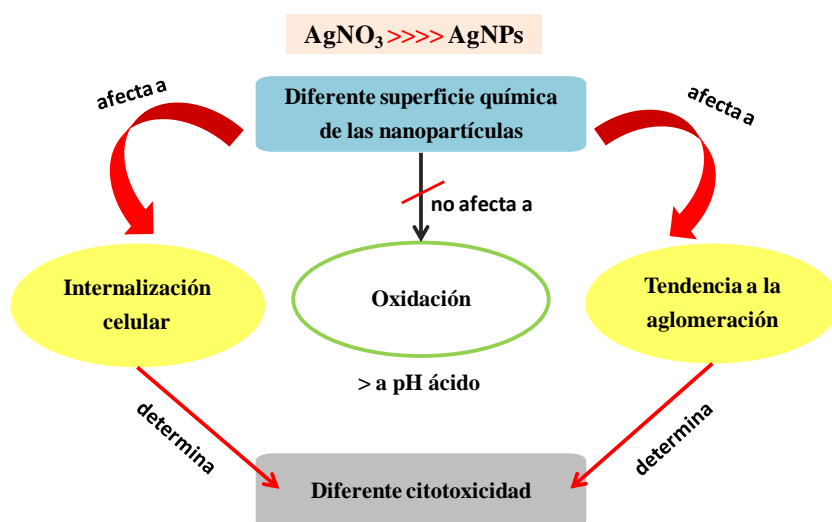 AgNO₃ >>>> AgNPs
afecta a
Diferente superficie química
de las nanopartículas
afecta a
no afecta a
Internalización
celular
Oxidación
Tendencia a la
aglomeración
> a pH ácido
determina
determina
Diferente citotoxicidad